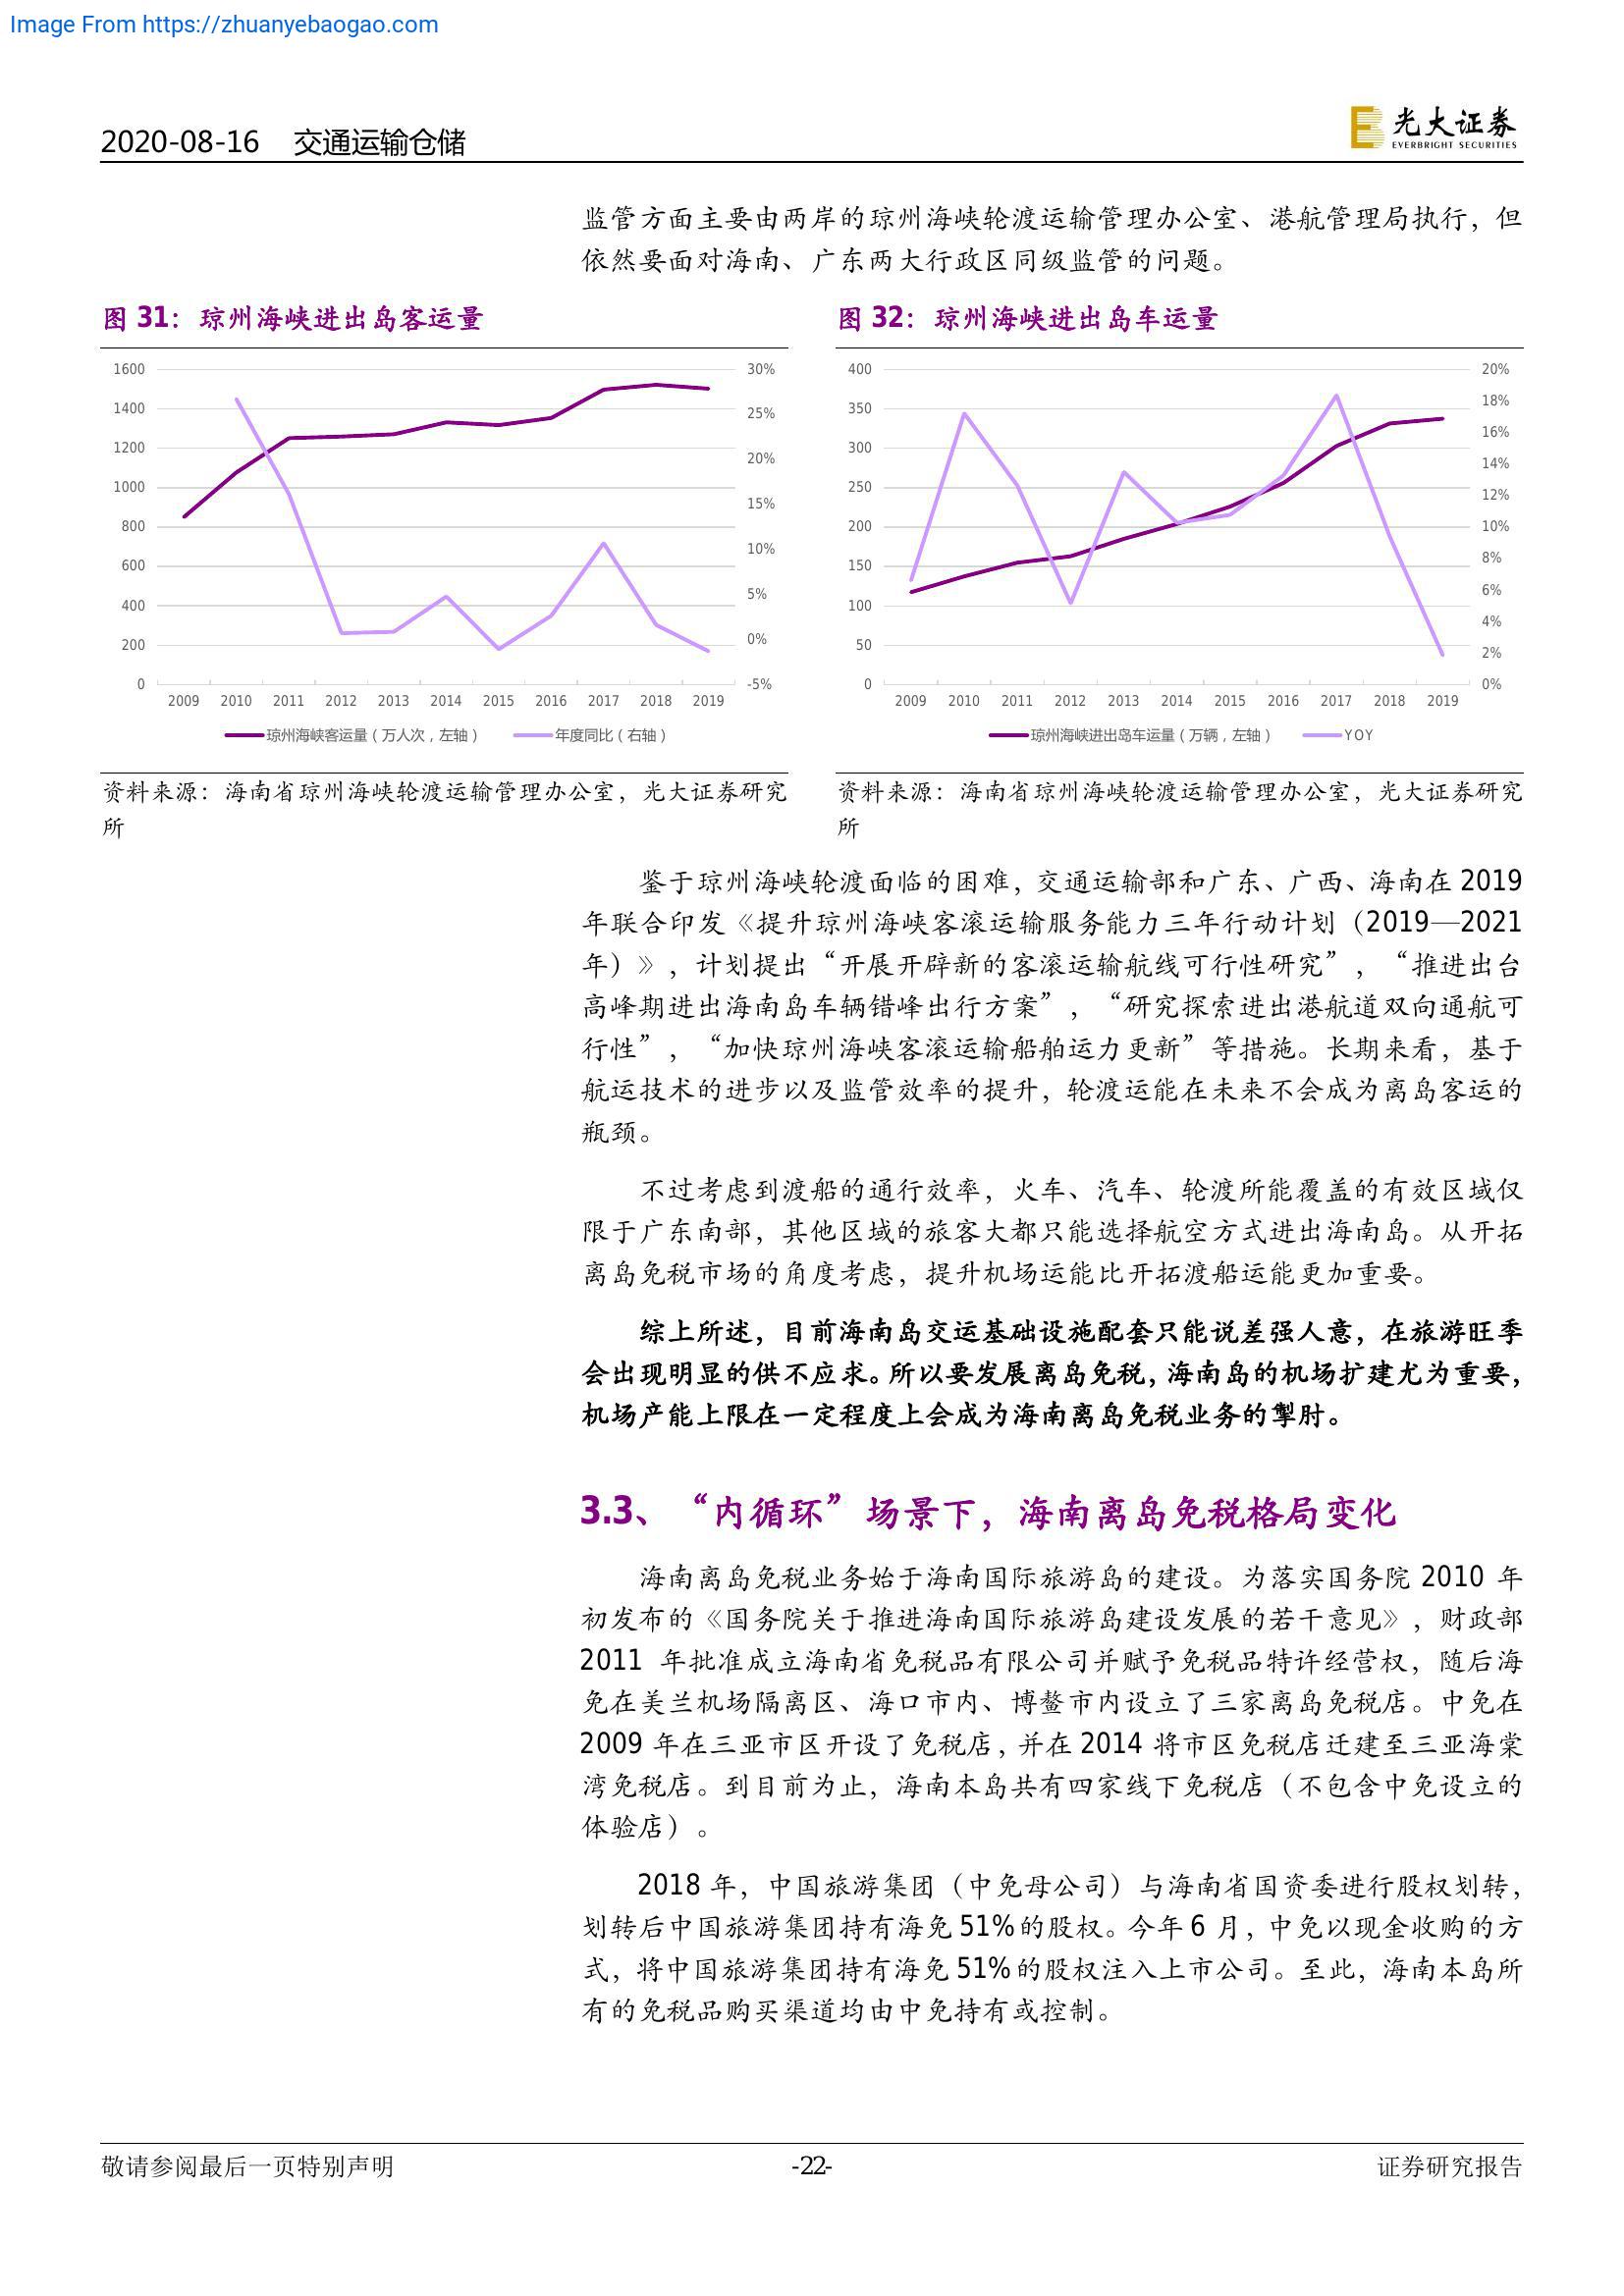 Image From https://zhuanyebaogao.com
2020-08-16 交通运输仓储
光大证券
EVERBRIGHT SECURITIES
监管方面主要由两岸的琼州海峡轮渡运输管理办公室、港航管理局执行，但
依然要面对海南、广东两大行政区同级监管的问题。
图 31：琼州海峡进出岛客运量
1600
1400
1200
1000
800
600
400
200
0
30%
25%
20%
15%
10%
5%
0%
-5%
2009 2010 2011 2012 2013 2014 2015 2016 2017 2018 2019
琼州海峡客运量（万人次，左轴） 年度同比（右轴）
资料来源：海南省琼州海峡轮渡运输管理办公室，光大证券研究
所
图 32：琼州海峡进出岛车运量
400
350
300
250
200
150
100
50
0
20%
18%
16%
14%
12%
10%
8%
6%
4%
2%
0%
2009 2010 2011 2012 2013 2014 2015 2016 2017 2018 2019
琼州海峡进出岛车运量（万辆，左轴） YOY
资料来源：海南省琼州海峡轮渡运输管理办公室，光大证券研究
所
鉴于琼州海峡轮渡面临的困难，交通运输部和广东、广西、海南在 2019
年联合印发《提升琼州海峡客滚运输服务能力三年行动计划（2019—2021
年）》，计划提出“开展开辟新的客滚运输航线可行性研究”，“推进出台
高峰期进出海南岛车辆错峰出行方案”，“研究探索进出港航道双向通航可
行性”，“加快琼州海峡客滚运输船舶运力更新”等措施。长期来看，基于
航运技术的进步以及监管效率的提升，轮渡运能在未来不会成为离岛客运的
瓶颈。
不过考虑到渡船的通行效率，火车、汽车、轮渡所能覆盖的有效区域仅
限于广东南部，其他区域的旅客大都只能选择航空方式进出海南岛。从开拓
离岛免税市场的角度考虑，提升机场运能比开拓渡船运能更加重要。
综上所述，目前海南岛交运基础设施配套只能说差强人意，在旅游旺季
会出现明显的供不应求。所以要发展离岛免税，海南岛的机场扩建尤为重要，
机场产能上限在一定程度上会成为海南离岛免税业务的掣肘。
3.3、“内循环”场景下，海南离岛免税格局变化
海南离岛免税业务始于海南国际旅游岛的建设。为落实国务院 2010 年
初发布的《国务院关于推进海南国际旅游岛建设发展的若干意见》，财政部
2011 年批准成立海南省免税品有限公司并赋予免税品特许经营权，随后海
免在美兰机场隔离区、海口市内、博鳌市内设立了三家离岛免税店。中免在
2009 年在三亚市区开设了免税店，并在 2014 将市区免税店迁建至三亚海棠
湾免税店。到目前为止，海南本岛共有四家线下免税店（不包含中免设立的
体验店）。
2018 年，中国旅游集团（中免母公司）与海南省国资委进行股权划转，
划转后中国旅游集团持有海免 51%的股权。今年 6 月，中免以现金收购的方
式，将中国旅游集团持有海免 51%的股权注入上市公司。至此，海南本岛所
有的免税品购买渠道均由中免持有或控制。
敬请参阅最后一页特别声明 -22- 证券研究报告